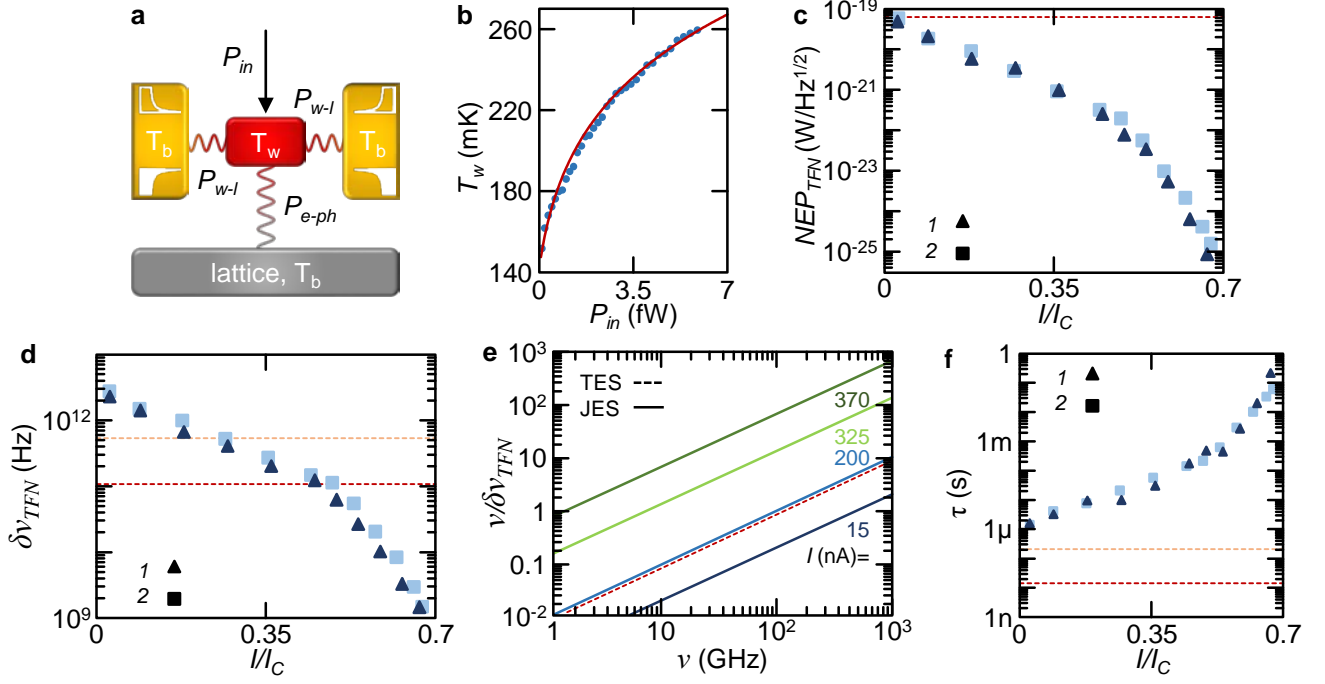 a
P_in
P_w-l
T_b
T_w
T_b
P_w-l
P_e-ph
lattice, T_b
b
260
220
180
140
T_w (mK)
0
3.5
7
P_in (fW)
c
10^-19
10^-21
10^-23
10^-25
NEP_TFN (W/Hz^1/2)
1
2
0
0.35
0.7
I/I_C
d
10^12
10^9
δν_TFN (Hz)
1
2
0
0.35
0.7
I/I_C
e
10^3
10^2
10
1
0.1
10^-2
ν/δν_TFN
TES
JES
370
325
200
15
I (nA)=
1
10
10^2
10^3
ν (GHz)
f
1
1m
1µ
1n
τ (s)
1
2
0
0.35
0.7
I/I_C